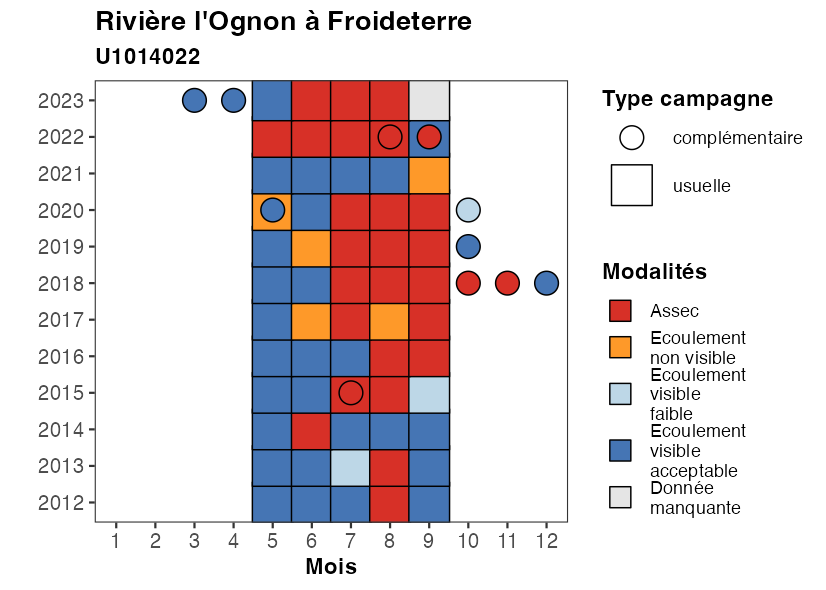 Rivière l'Ognon à Froideterre
U1014022
2023
2022
2021
2020
2019
2018
2017
2016
2015
2014
2013
2012
1 2 3 4 5 6 7 8 9 10 11 12
Mois
Type campagne
complémentaire
usuelle
Modalités
Assec
Ecoulement
non visible
Ecoulement
visible
faible
Ecoulement
visible
acceptable
Donnée
manquante